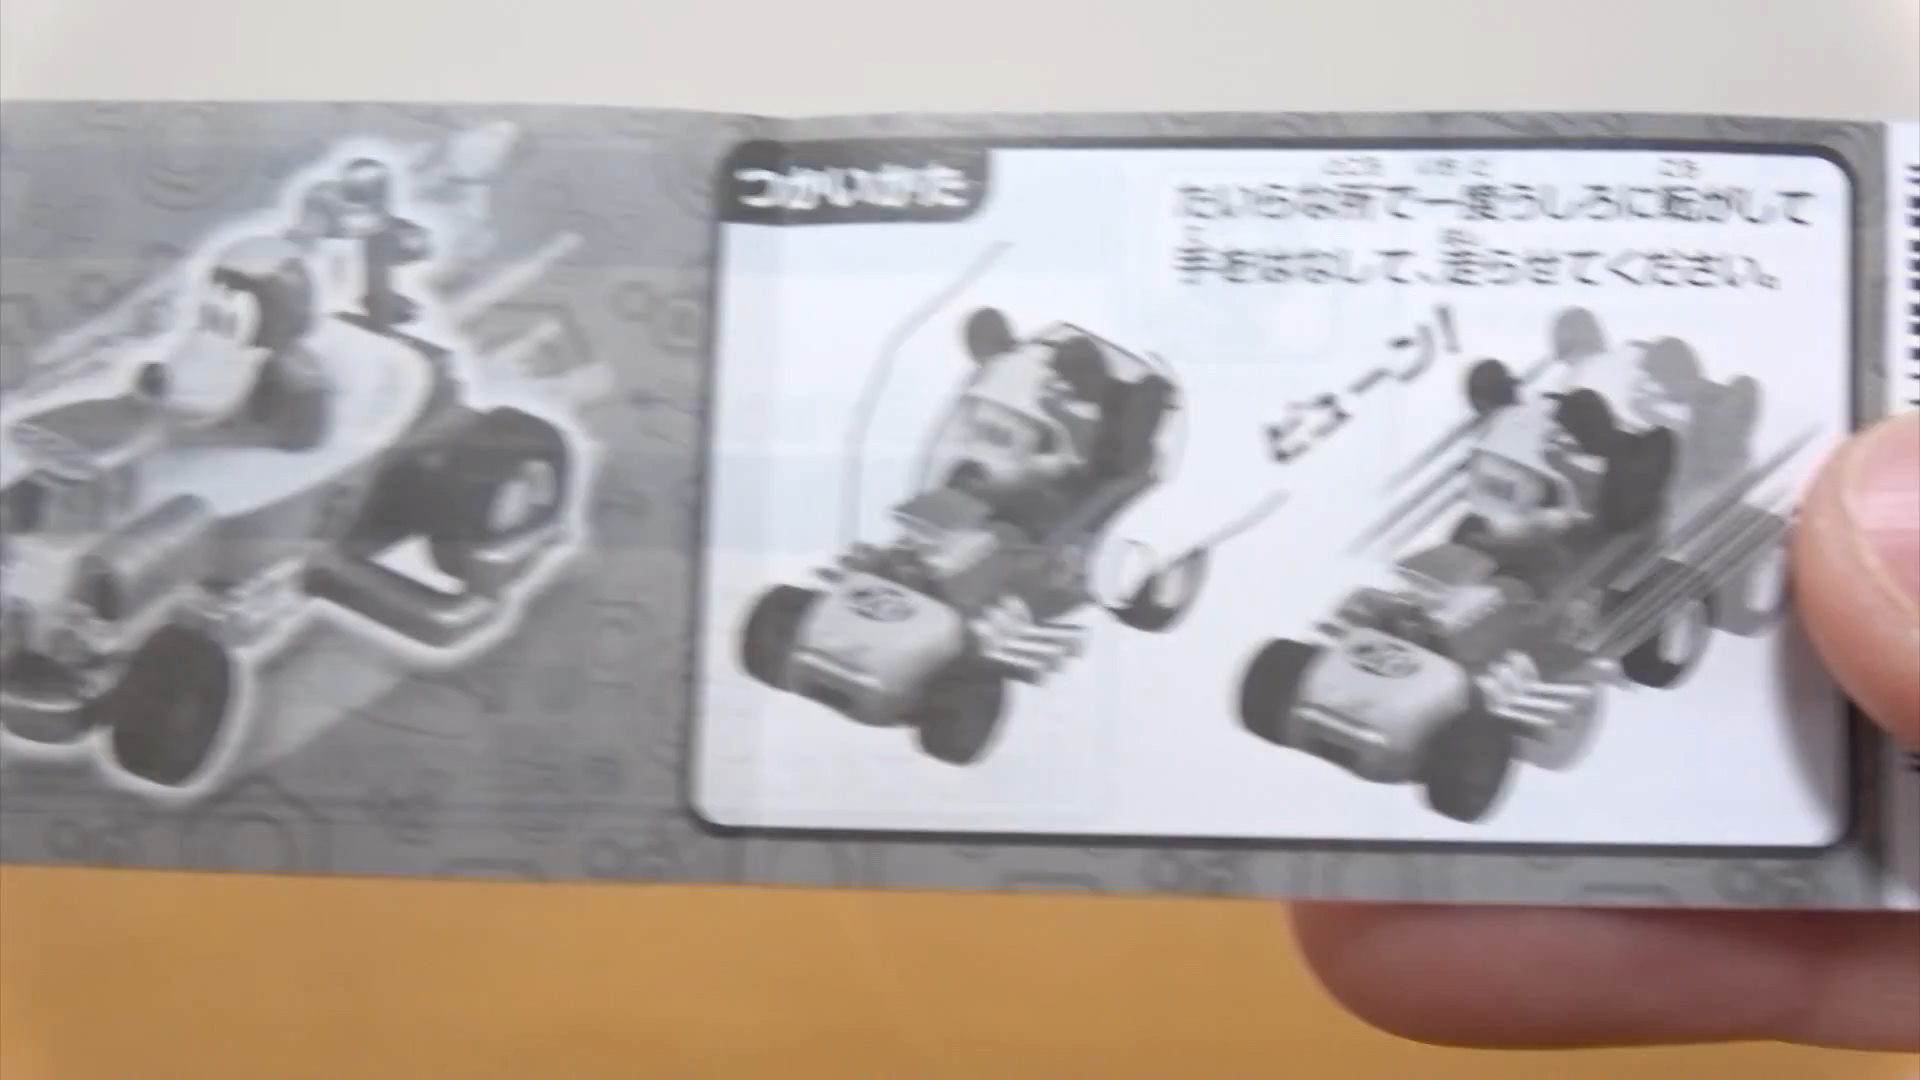 つかいかた
たいらな所で一度うしろに転がして
手をはなして、走らせてください。
ビューン!